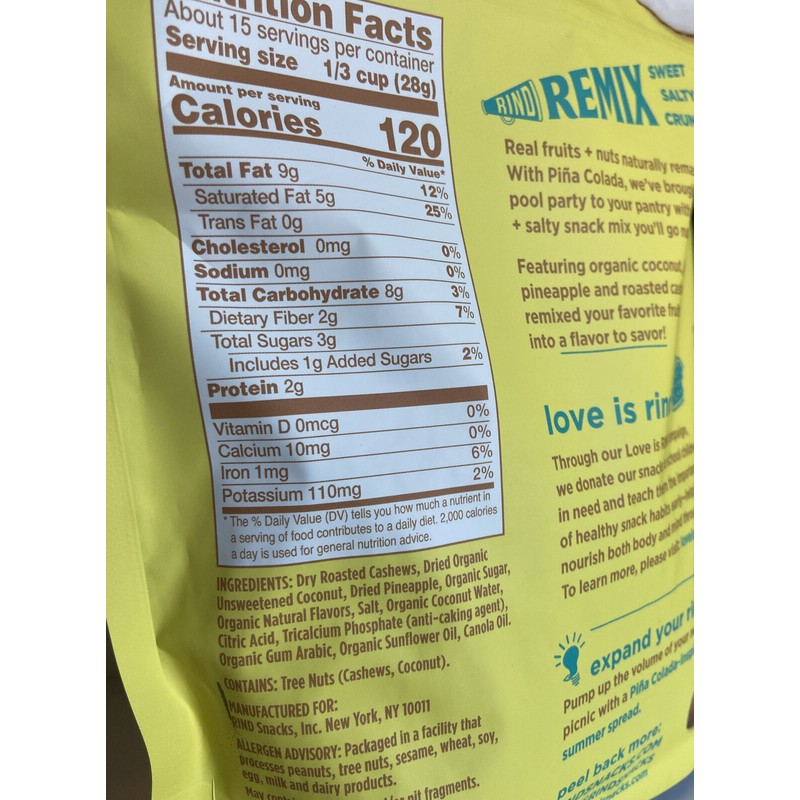 Nutrition Facts
About 15 servings per container
Serving size 1/3 cup (28g)
Amount per serving
Calories 120
% Daily Value*
Total Fat 9g 12%
Saturated Fat 5g 25%
Trans Fat 0g
Cholesterol 0mg 0%
Sodium 0mg 0%
Total Carbohydrate 8g 3%
Dietary Fiber 2g 7%
Total Sugars 3g
Includes 1g Added Sugars 2%
Protein 2g
Vitamin D 0mcg 0%
Calcium 10mg 0%
Iron 1mg 6%
Potassium 110mg 2%
* The % Daily Value (DV) tells you how much a nutrient in
a serving of food contributes to a daily diet. 2,000 calories
a day is used for general nutrition advice.
INGREDIENTS: Dry Roasted Cashews, Dried Organic
Unsweetened Coconut, Dried Pineapple, Organic Sugar,
Organic Natural Flavors, Salt, Organic Coconut Water,
Citric Acid, Tricalcium Phosphate (anti-caking agent),
Organic Gum Arabic, Organic Sunflower Oil, Canola Oil.
CONTAINS: Tree Nuts (Cashews, Coconut).
MANUFACTURED FOR:
RIND Snacks, Inc. New York, NY 10011
ALLERGEN ADVISORY: Packaged in a facility that
processes peanuts, tree nuts, sesame, wheat, soy,
egg, milk and dairy products.
May pit fragments.
RIND REMIX
SWEET
SALTY
Real fruits + nuts naturally
With Piña Colada, we've
pool party to your pantry
+ salty snack mix you'll go
Featuring organic coconut,
pineapple and roasted
remixed your favorite
into a flavor to savor!
love is
Through our Love is
we donate our
in need and teach
of healthy snack habits
nourish both body and
To learn more, please visit
expand your
Pump up the volume of your
picnic with a Piña
summer spread.
peel back more: